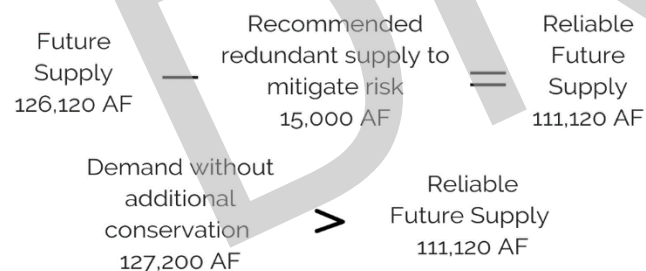 Future
Supply
126,120 AF
—
Recommended
redundant supply to
mitigate risk
15,000 AF
=
Reliable
Future
Supply
111,120 AF
Demand without
additional
conservation
127,200 AF
>
Reliable
Future Supply
111,120 AF